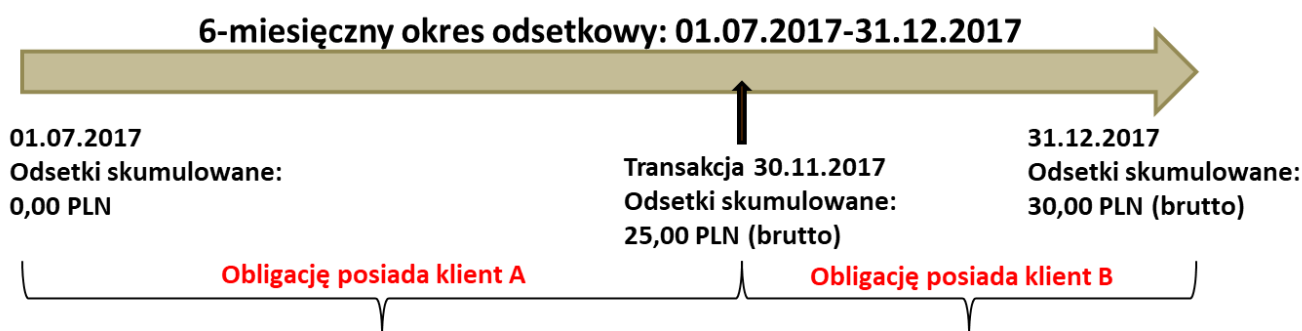 6-miesięczny okres odsetkowy: 01.07.2017-31.12.2017
01.07.2017
Odsetki skumulowane:
0,00 PLN
Transakcja 30.11.2017
Odsetki skumulowane:
25,00 PLN (brutto)
31.12.2017
Odsetki skumulowane:
30,00 PLN (brutto)
Obligację posiada klient A
Obligację posiada klient B